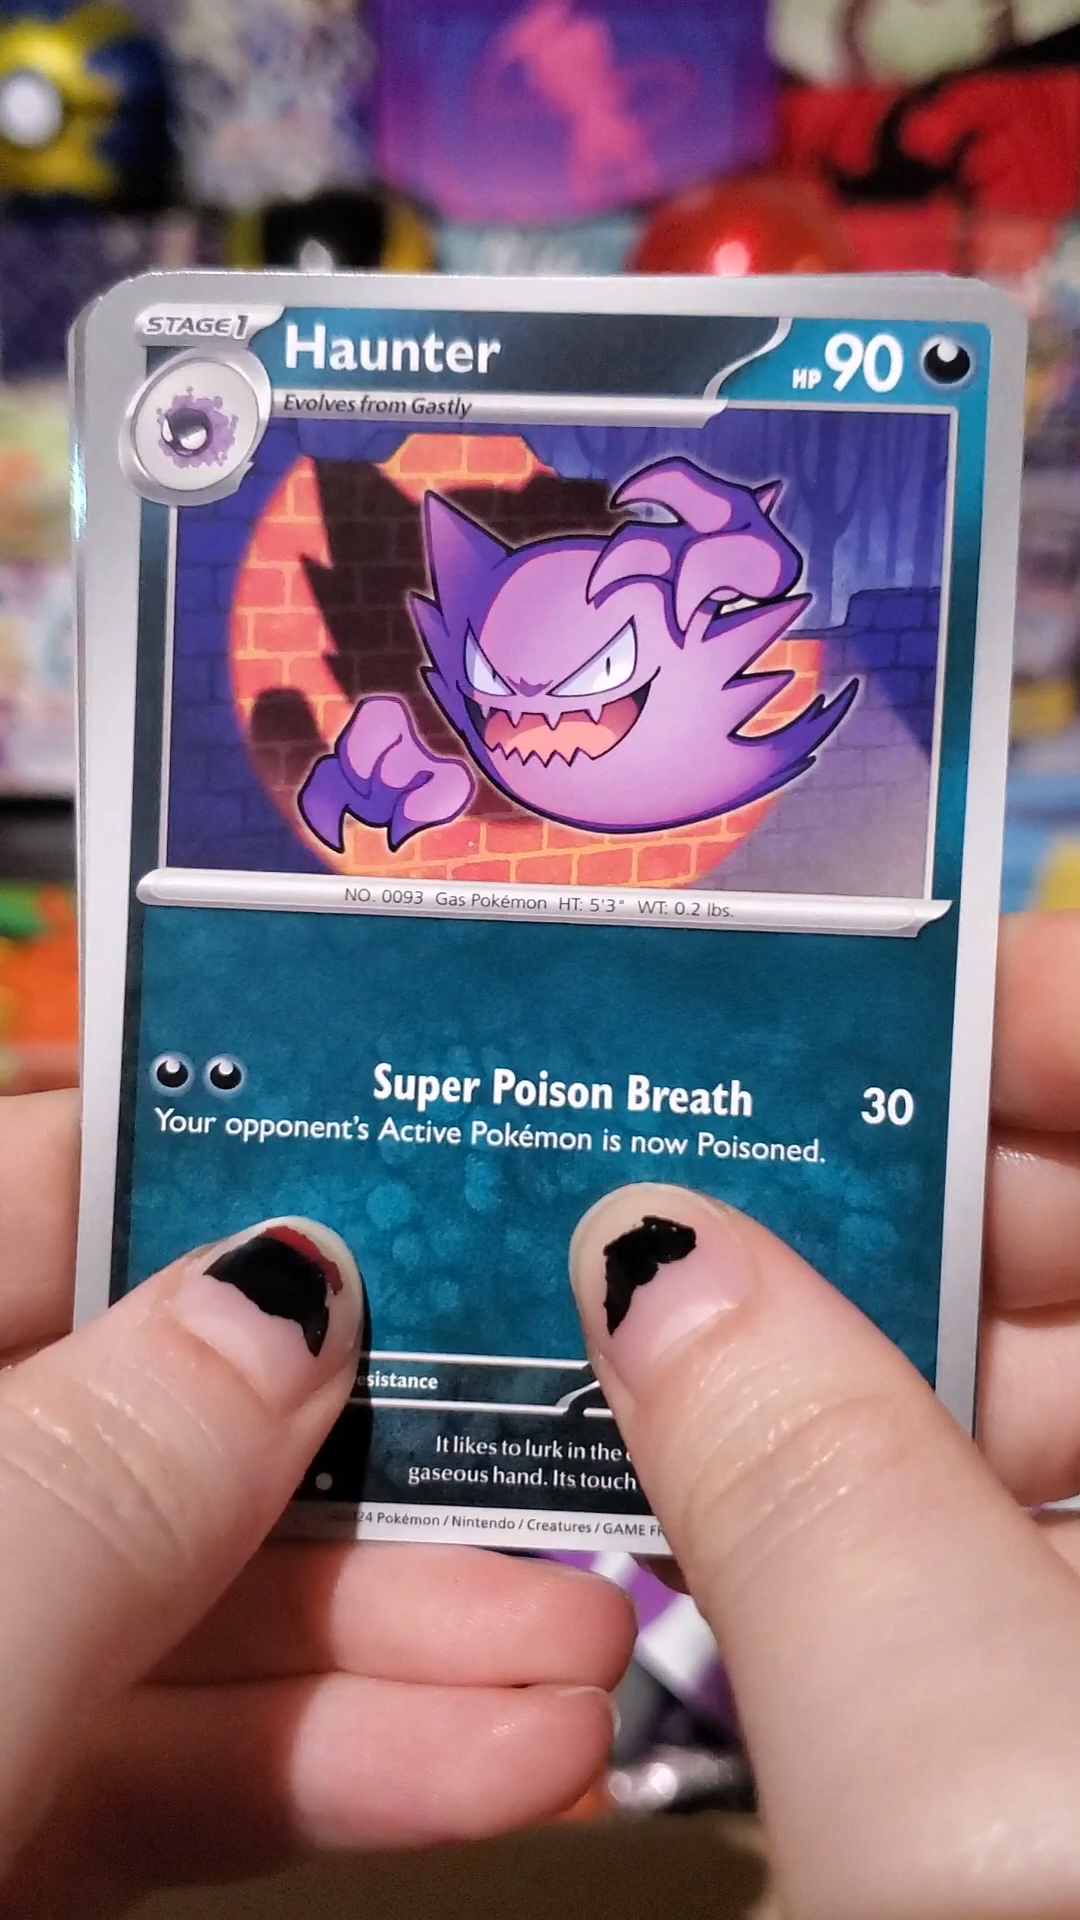 STAGE1
Haunter
HP 90
Evolves from Gastly
NO. 0093 Gas Pokémon HT: 5'3" WT: 0.2 lbs.
Super Poison Breath 30
Your opponent's Active Pokémon is now Poisoned.
esistance
It likes to lurk in the
gaseous hand. Its touch
24 Pokémon / Nintendo / Creatures / GAME FR